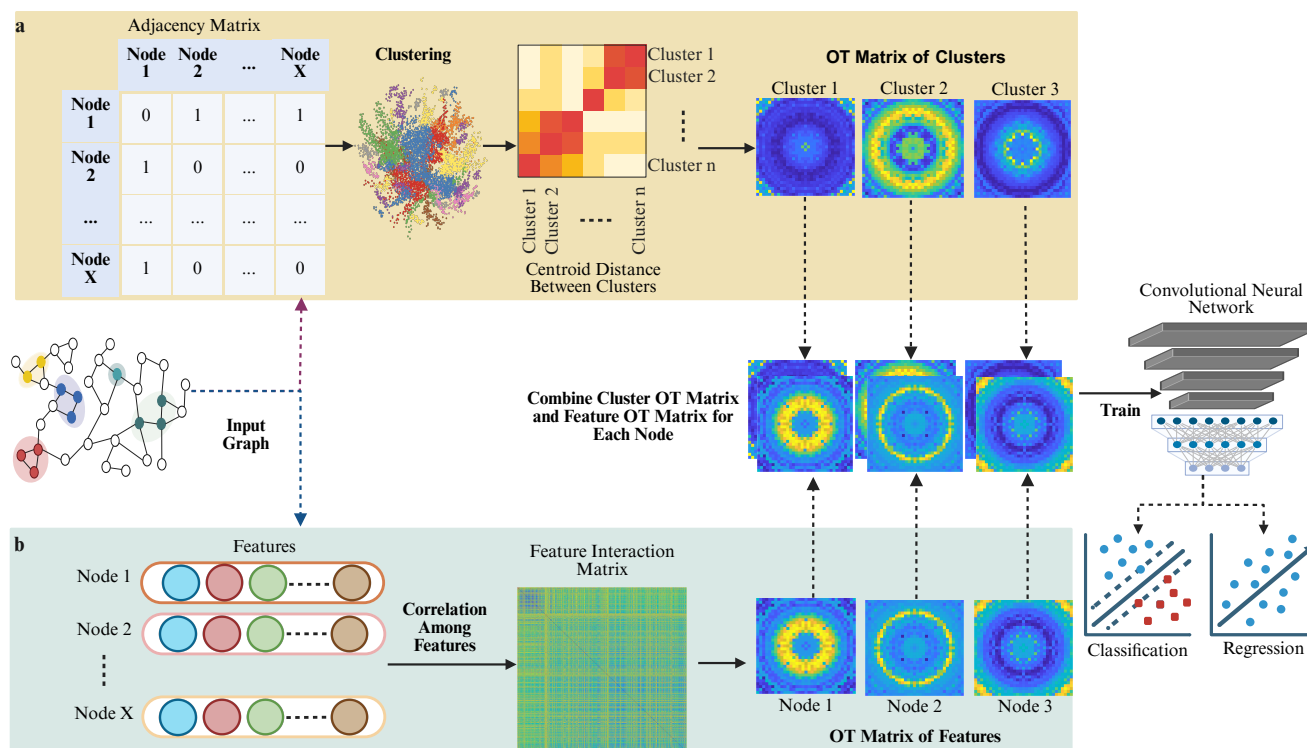 a
Adjacency Matrix
Node 1
Node 2
...
Node X
Node 1
0
1
...
1
Node 2
1
0
...
0
...
...
...
...
...
Node X
1
0
...
0
Clustering
Cluster 1
Cluster 2
Cluster n
Cluster 1
Cluster 2
Cluster n
Centroid Distance
Between Clusters
OT Matrix of Clusters
Cluster 1
Cluster 2
Cluster 3
Input
Graph
Combine Cluster OT Matrix
and Feature OT Matrix for
Each Node
Train
Convolutional Neural
Network
Classification
Regression
b
Features
Node 1
Node 2
Node X
Correlation
Among
Features
Feature Interaction
Matrix
Node 1
Node 2
Node 3
OT Matrix of Features